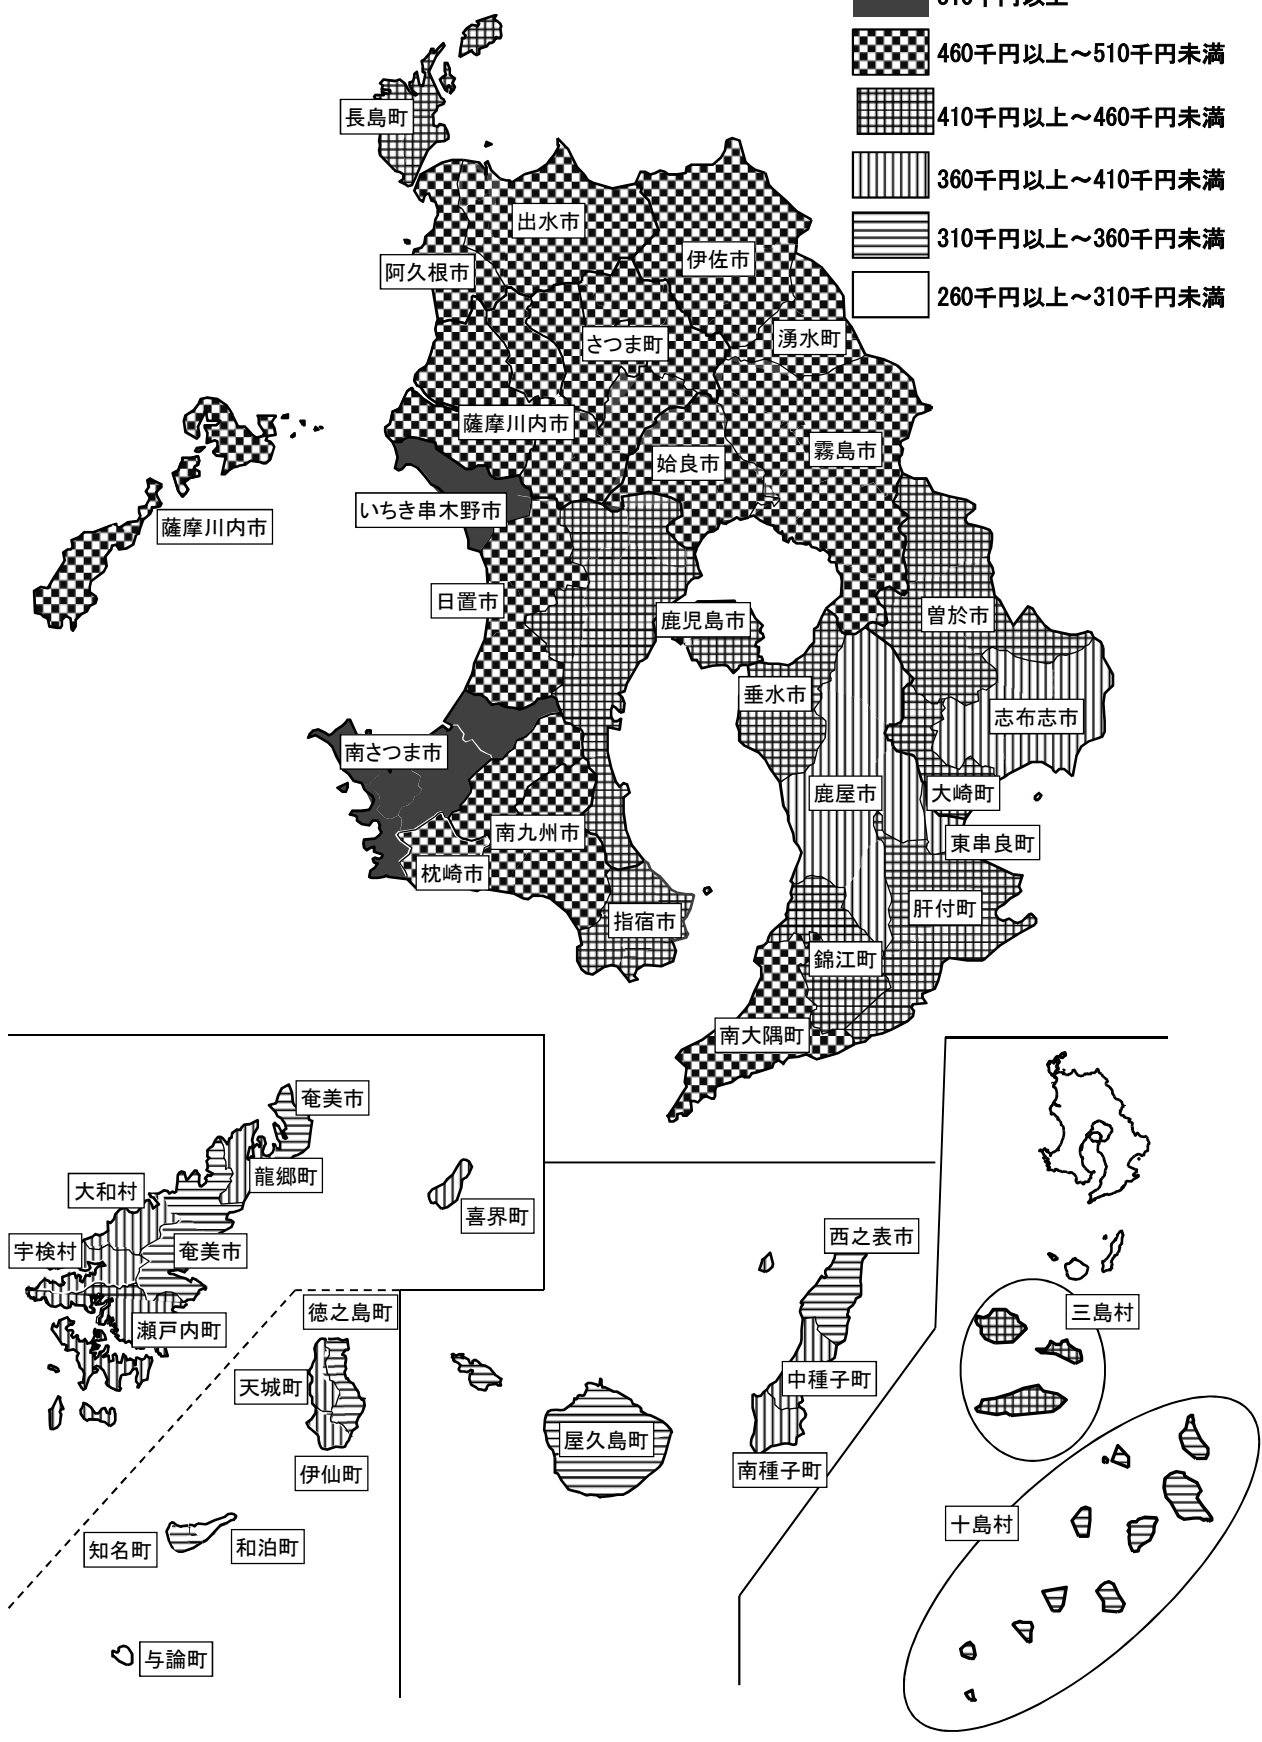 460千円以上～510千円未満
410千円以上～460千円未満
360千円以上～410千円未満
310千円以上～360千円未満
260千円以上～310千円未満
長島町
出水市
伊佐市
阿久根市
さつま町
湧水町
薩摩川内市
霧島市
姶良市
いちき串木野市
薩摩川内市
日置市
鹿児島市
曽於市
垂水市
志布志市
南さつま市
鹿屋市
大崎町
南九州市
東串良町
枕崎市
肝付町
指宿市
錦江町
南大隅町
奄美市
龍郷町
大和村
喜界町
宇検村
奄美市
西之表市
徳之島町
三島村
瀬戸内町
天城町
中種子町
屋久島町
伊仙町
南種子町
十島村
知名町
和泊町
与論町